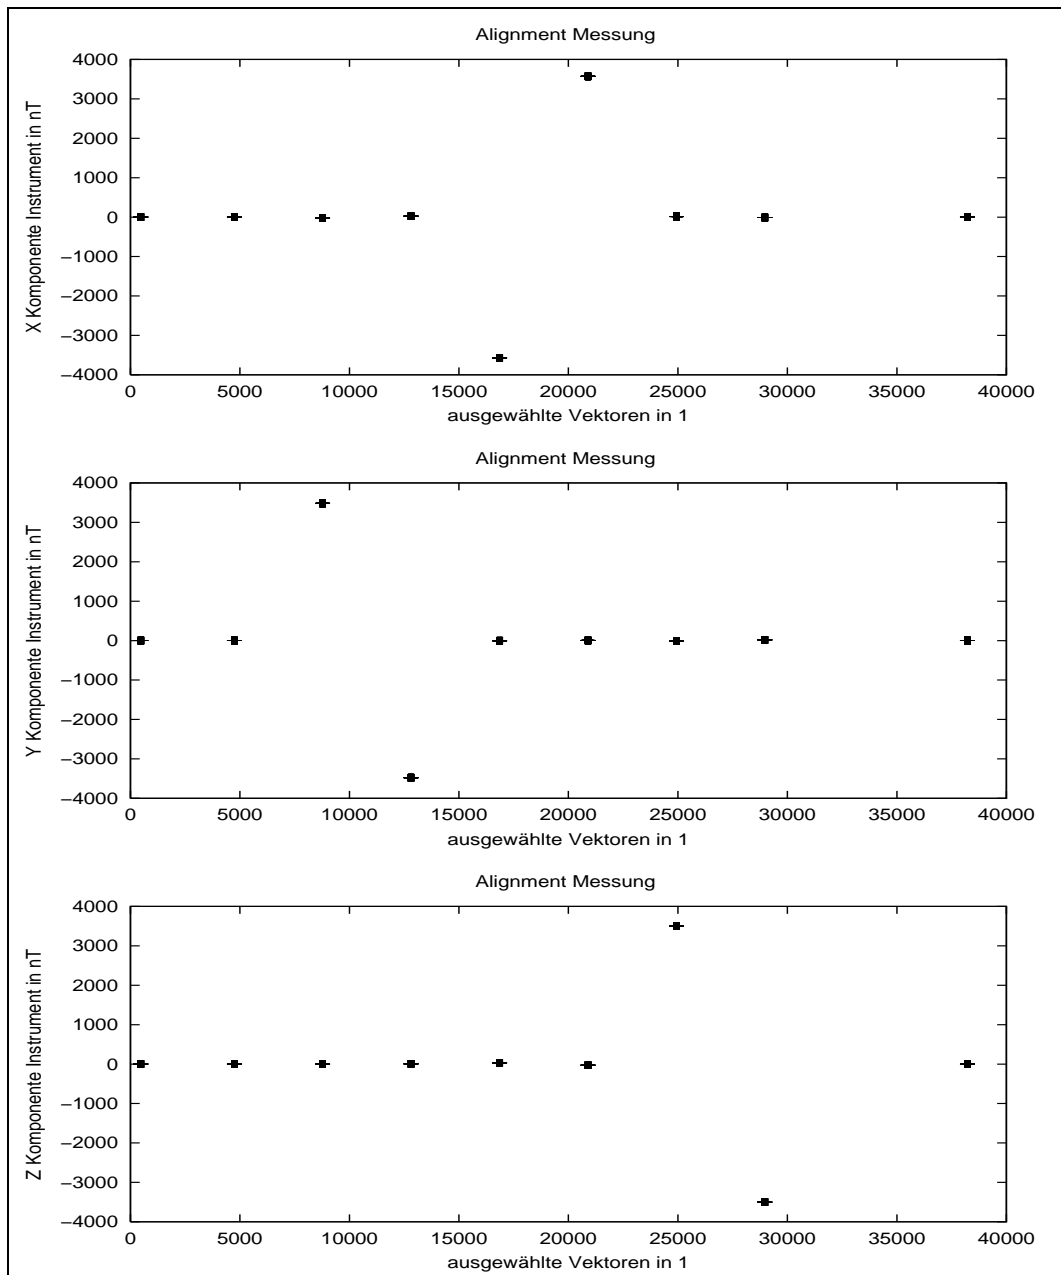 Alignment Messung
X Komponente Instrument in nT
4000
3000
2000
1000
0
−1000
−2000
−3000
−4000
0 5000 10000 15000 20000 25000 30000 35000 40000
ausgewählte Vektoren in 1
Alignment Messung
Y Komponente Instrument in nT
4000
3000
2000
1000
0
−1000
−2000
−3000
−4000
0 5000 10000 15000 20000 25000 30000 35000 40000
ausgewählte Vektoren in 1
Alignment Messung
Z Komponente Instrument in nT
4000
3000
2000
1000
0
−1000
−2000
−3000
−4000
0 5000 10000 15000 20000 25000 30000 35000 40000
ausgewählte Vektoren in 1